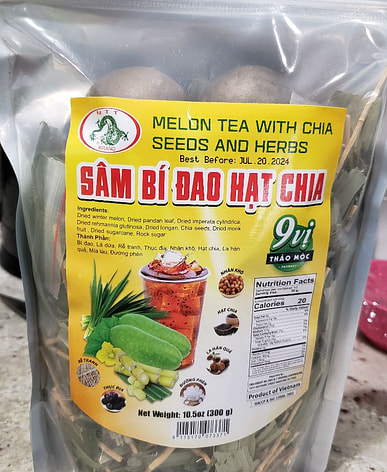 M T T
BRAND
MELON TEA WITH CHIA
SEEDS AND HERBS
Best Before: JUL.20.2024
SÂM BÍ ĐAO HẠT CHIA
Ingredients:
Dried winter melon, Dried pandan leaf, Dried imperata cylindrica,
Dried rehmannia glutinosa, Dried longan, Chia seeds, Dried monk
fruit, Dried sugarcane, Rock sugar
Thành Phần:
Bí đao, Lá dứa, Rễ tranh, Thục địa, Nhãn khô, Hạt chia, La hán
quả, Mía lau, Đường phèn
9 vị
THẢO MỘC
NHÃN KHÔ
HẠT CHIA
LA HÁN QUẢ
ĐƯỜNG PHÈN
RỄ TRANH
THỤC ĐỊA
Nutrition Facts
Calories 20
Product of Vietnam
Net Weight: 10.5oz (300 g)